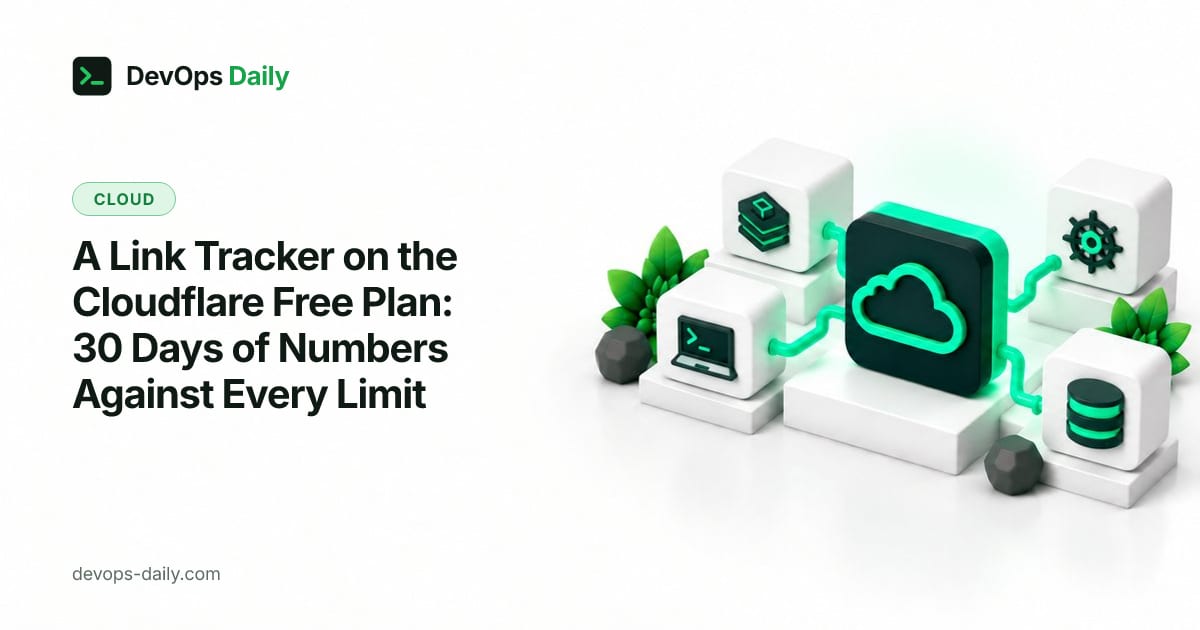 DevOps Daily
CLOUD
A Link Tracker on the
Cloudflare Free Plan:
30 Days of Numbers
Against Every Limit
devops-daily.com